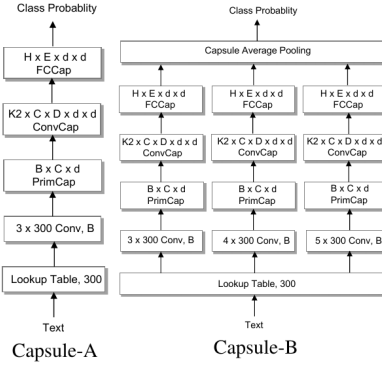 Class Probablity
H x E x d x d
FCCap
K2 x C x D x d x d
ConvCap
B x C x d
PrimCap
3 x 300 Conv, B
Lookup Table, 300
Text
Capsule-A
Class Probablity
Capsule Average Pooling
H x E x d x d
FCCap
H x E x d x d
FCCap
H x E x d x d
FCCap
K2 x C x D x d x d
ConvCap
K2 x C x D x d x d
ConvCap
K2 x C x D x d x d
ConvCap
B x C x d
PrimCap
B x C x d
PrimCap
B x C x d
PrimCap
3 x 300 Conv, B
4 x 300 Conv, B
5 x 300 Conv, B
Lookup Table, 300
Text
Capsule-B